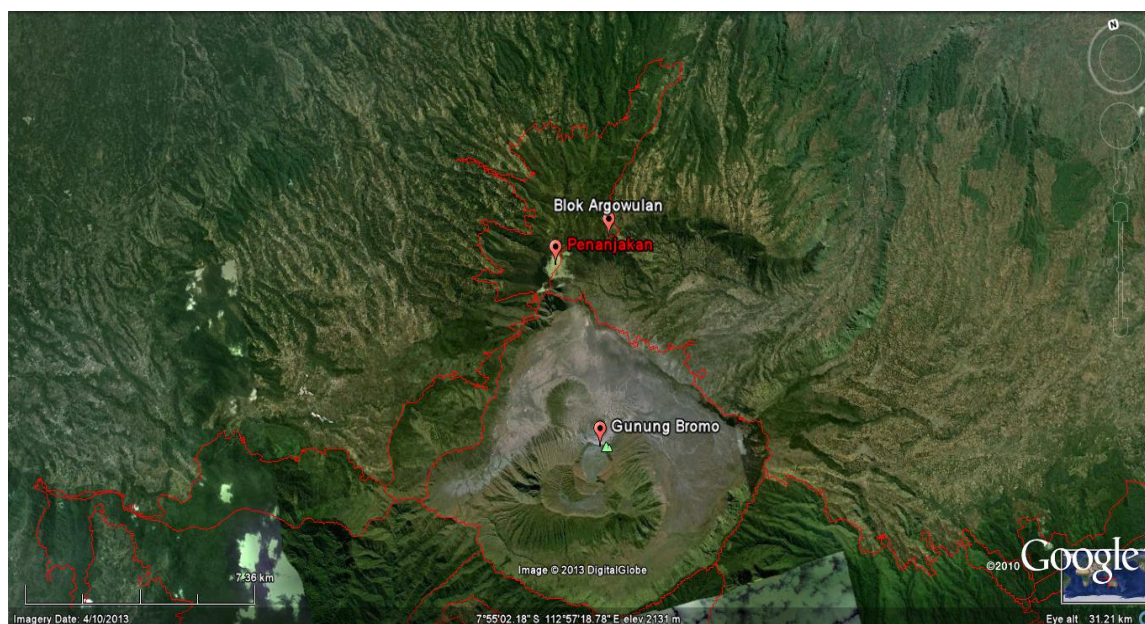 N
Blok Argowulan
Penanjakan
Gunung Bromo
7.36 km
Image © 2013 DigitalGlobe
©2010 Google
Imagery Date: 4/10/2013 7°55'02.18" S 112°57'18.78" E elev 2131 m Eye alt 31.21 km